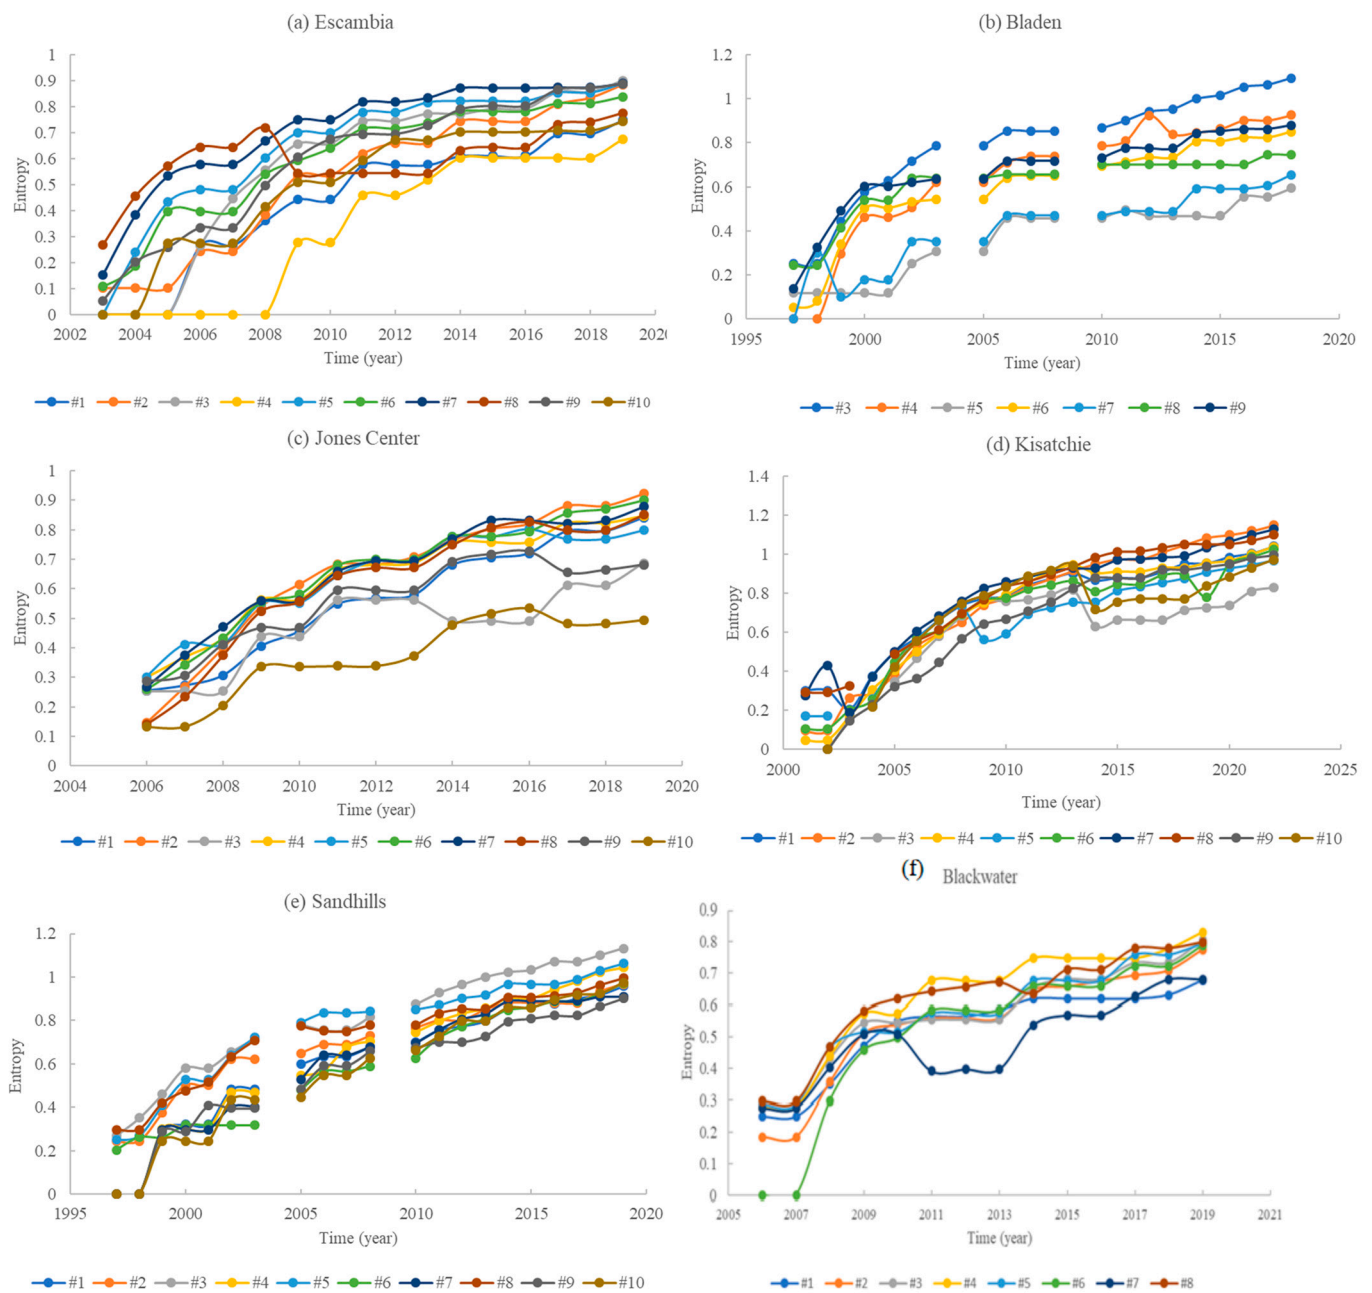 (a) Escambia
Entropy
1
0.9
0.8
0.7
0.6
0.5
0.4
0.3
0.2
0.1
0
2002 2004 2006 2008 2010 2012 2014 2016 2018 2020
Time (year)
#1 #2 #3 #4 #5 #6 #7 #8 #9 #10
(b) Bladen
Entropy
1.2
1
0.8
0.6
0.4
0.2
0
1995 2000 2005 2010 2015 2020
Time (year)
#3 #4 #5 #6 #7 #8 #9
(c) Jones Center
Entropy
1
0.9
0.8
0.7
0.6
0.5
0.4
0.3
0.2
0.1
0
2004 2006 2008 2010 2012 2014 2016 2018 2020
Time (year)
#1 #2 #3 #4 #5 #6 #7 #8 #9 #10
(d) Kisatchie
Entropy
1.4
1.2
1
0.8
0.6
0.4
0.2
0
2000 2005 2010 2015 2020 2025
Time (year)
#1 #2 #3 #4 #5 #6 #7 #8 #9 #10
(e) Sandhills
Entropy
1.2
1
0.8
0.6
0.4
0.2
0
1995 2000 2005 2010 2015 2020
Time (year)
#1 #2 #3 #4 #5 #6 #7 #8 #9 #10
(f) Blackwater
Entropy
0.9
0.8
0.7
0.6
0.5
0.4
0.3
0.2
0.1
0
2005 2007 2009 2011 2013 2015 2017 2019 2021
Time (year)
#1 #2 #3 #4 #5 #6 #7 #8